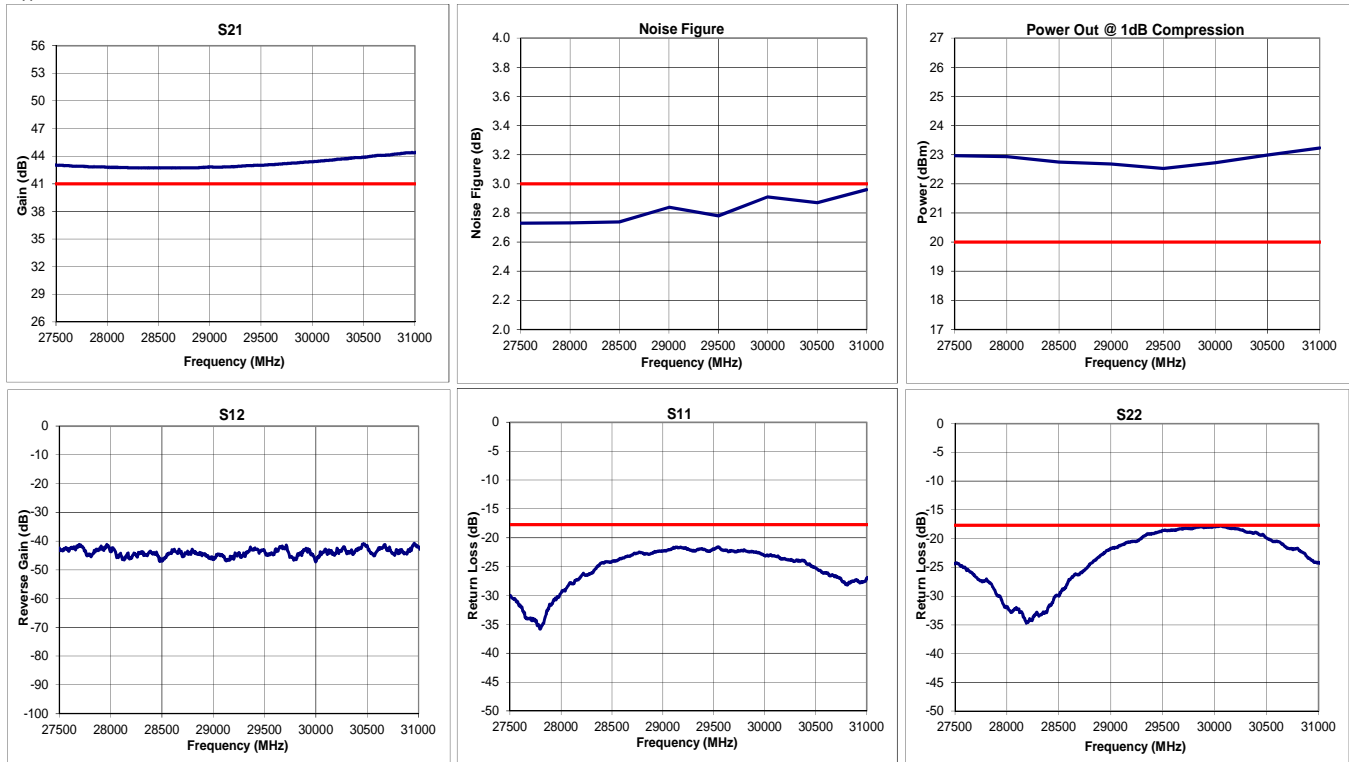 S21
56
53
50
47
44
41
38
35
32
29
26
Gain (dB)
27500 28000 28500 29000 29500 30000 30500 31000
Frequency (MHz)
Noise Figure
4.0
3.8
3.6
3.4
3.2
3.0
2.8
2.6
2.4
2.2
2.0
Noise Figure (dB)
27500 28000 28500 29000 29500 30000 30500 31000
Frequency (MHz)
Power Out @ 1dB Compression
27
26
25
24
23
22
21
20
19
18
17
Power (dBm)
27500 28000 28500 29000 29500 30000 30500 31000
Frequency (MHz)
S12
0
-10
-20
-30
-40
-50
-60
-70
-80
-90
-100
Reverse Gain (dB)
27500 28000 28500 29000 29500 30000 30500 31000
Frequency (MHz)
S11
0
-5
-10
-15
-20
-25
-30
-35
-40
-45
-50
Return Loss (dB)
27500 28000 28500 29000 29500 30000 30500 31000
Frequency (MHz)
S22
0
-5
-10
-15
-20
-25
-30
-35
-40
-45
-50
Return Loss (dB)
27500 28000 28500 29000 29500 30000 30500 31000
Frequency (MHz)